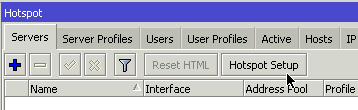 Hotspot
Servers Server Profiles Users User Profiles Active Hosts IP
Reset HTML Hotspot Setup
Name Interface Address Pool Profile